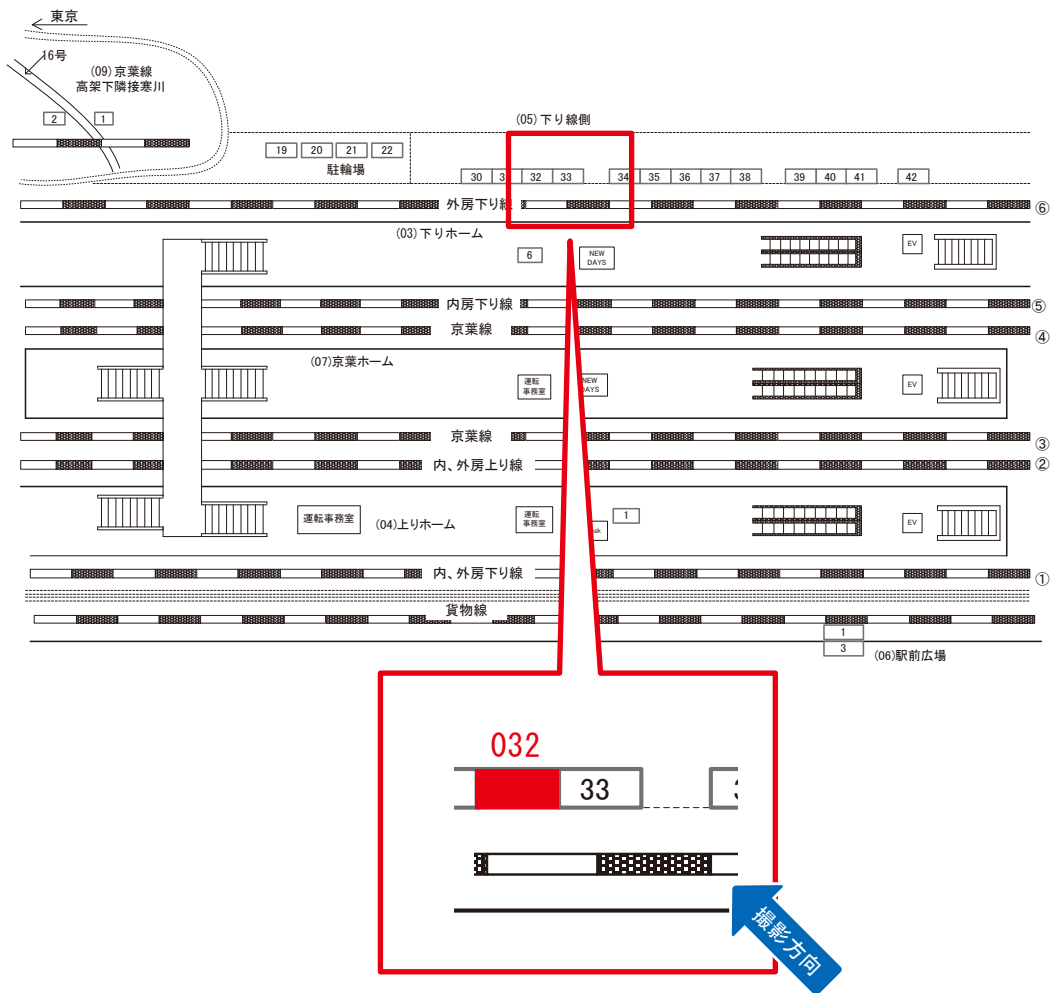 東京
16号
(09)京葉線
高架下隣接寒川
2
1
(05)下り線側
19
20
21
22
駐輪場
30
32
33
34
35
36
37
38
39
40
41
42
外房下り線
⑥
(03)下りホーム
6
NEW
DAYS
EV
内房下り線
⑤
京葉線
④
(07)京葉ホーム
運転
事務室
NEW
DAYS
EV
京葉線
③
内、外房上り線
②
運転事務室
(04)上りホーム
運転
事務室
1
EV
内、外房下り線
①
貨物線
1
3
(06)駅前広場
032
33
撮影方向